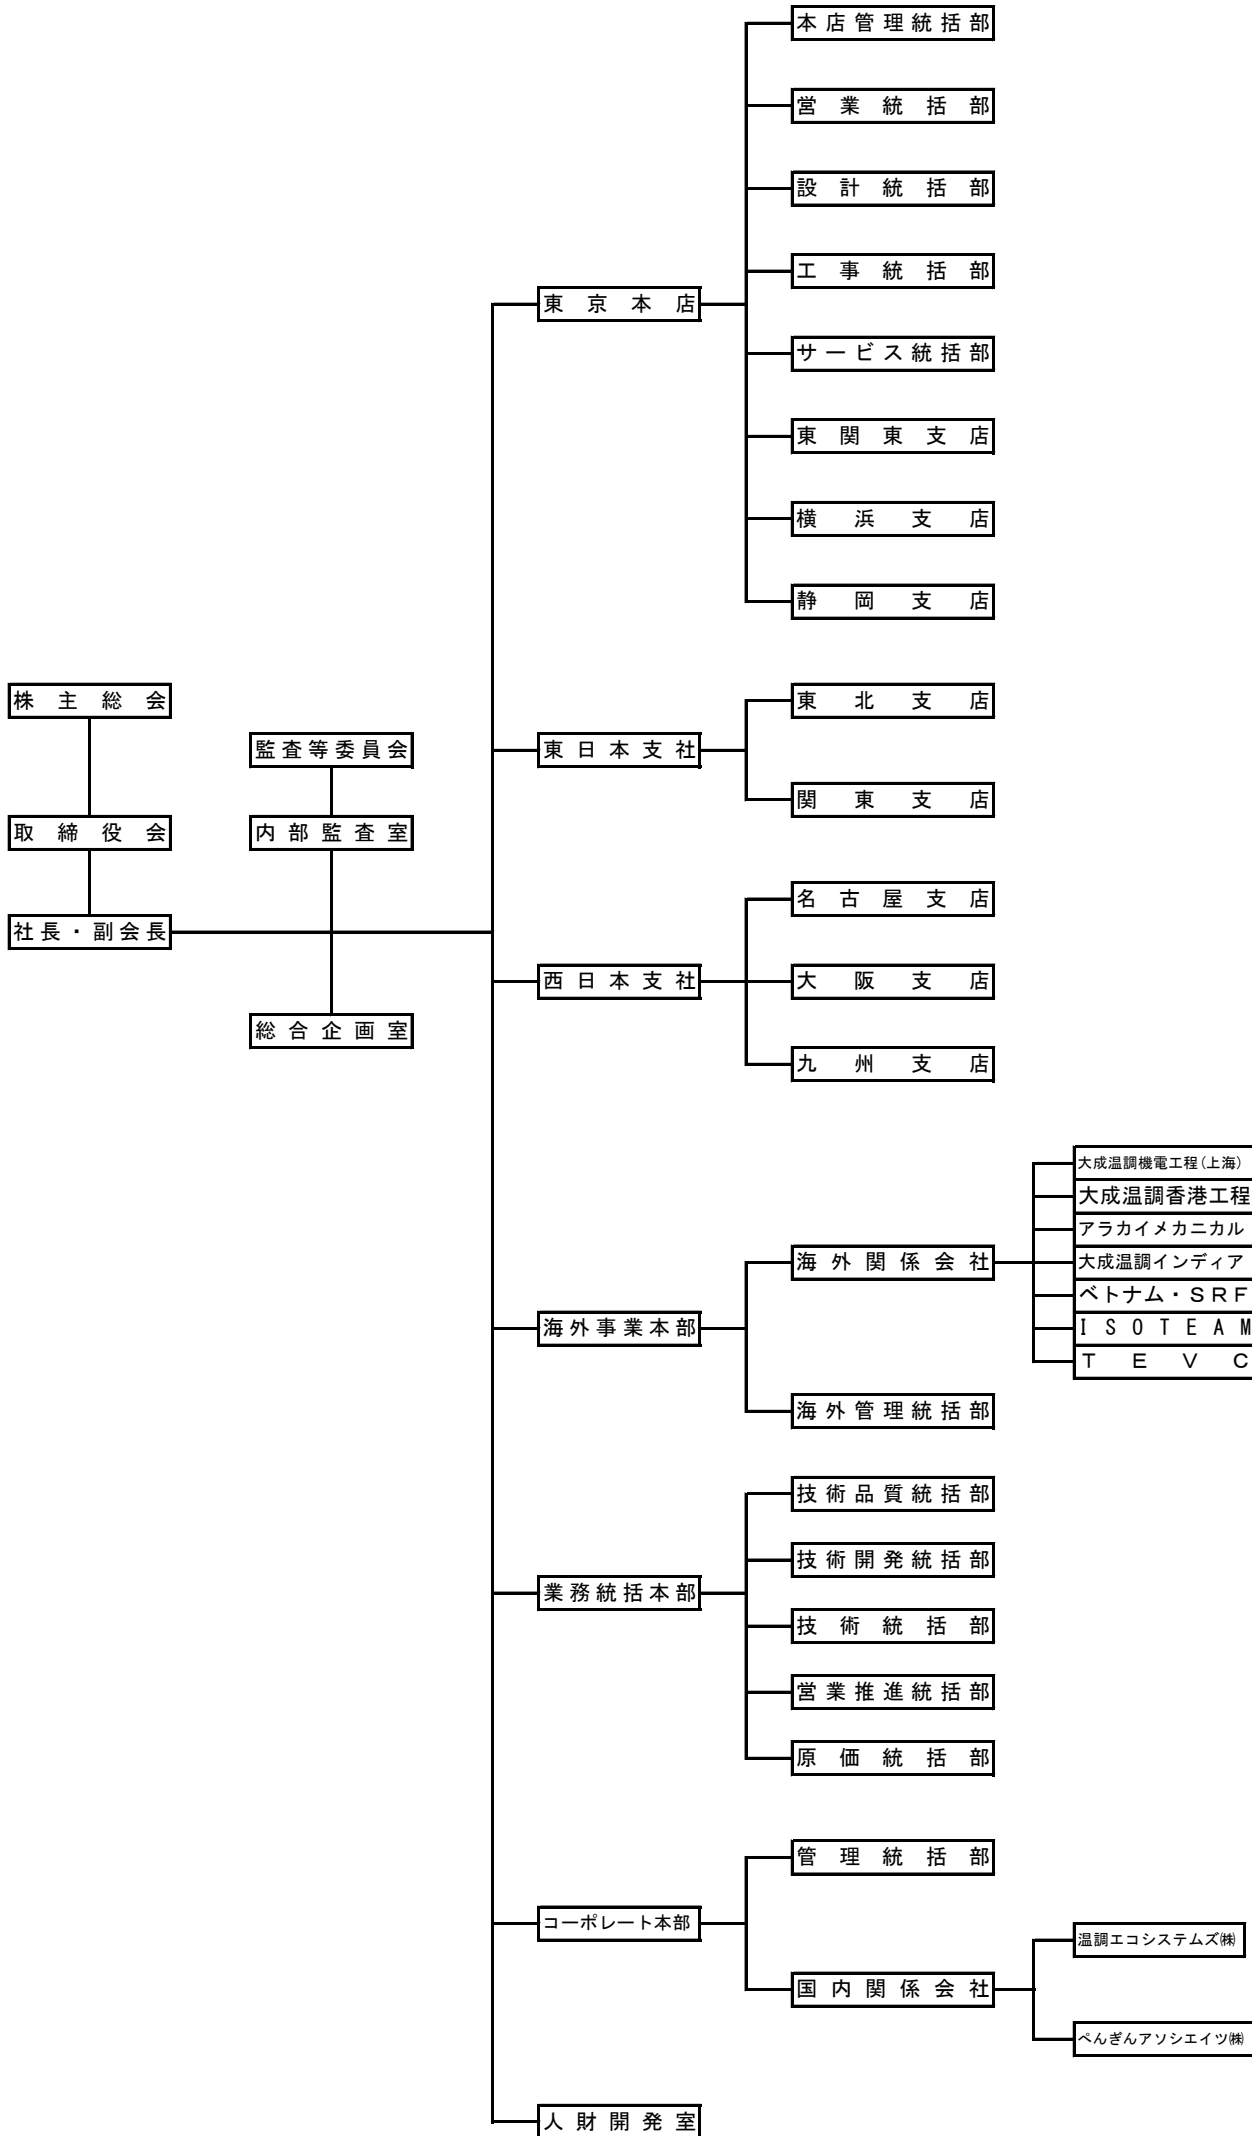 株主総会
取締役会
社長・副会長
監査等委員会
内部監査室
総合企画室
東京本店
本店管理統括部
営業統括部
設計統括部
工事統括部
サービス統括部
東関東支店
横浜支店
静岡支店
東日本支社
東北支店
関東支店
西日本支社
名古屋支店
大阪支店
九州支店
海外事業本部
海外関係会社
大成温調機電工程(上海)
大成温調香港工程
アラカイメカニカル
大成温調インディア
ベトナム・SRF
ISOTEAM
TEVC
海外管理統括部
業務統括本部
技術品質統括部
技術開発統括部
技術統括部
営業推進統括部
原価統括部
コーポレート本部
管理統括部
国内関係会社
温調エコシステムズ㈱
ぺんぎんアソシエイツ㈱
人財開発室